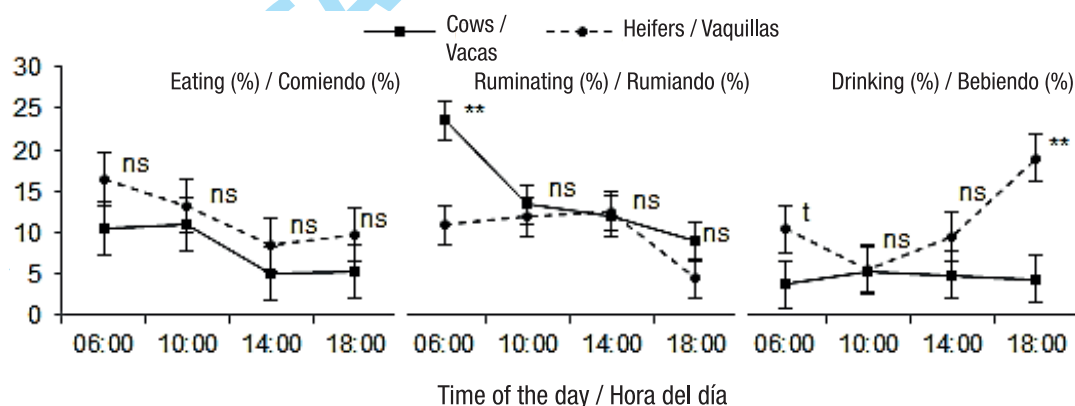 Cows /
Vacas
Heifers / Vaquillas
Eating (%) / Comiendo (%)
Ruminating (%) / Rumiando (%)
Drinking (%) / Bebiendo (%)
30
25
20
15
10
5
0
ns
ns
ns
ns
**
ns
ns
ns
t
ns
ns
**
06:00 10:00 14:00 18:00
06:00 10:00 14:00 18:00
06:00 10:00 14:00 18:00
Time of the day / Hora del día